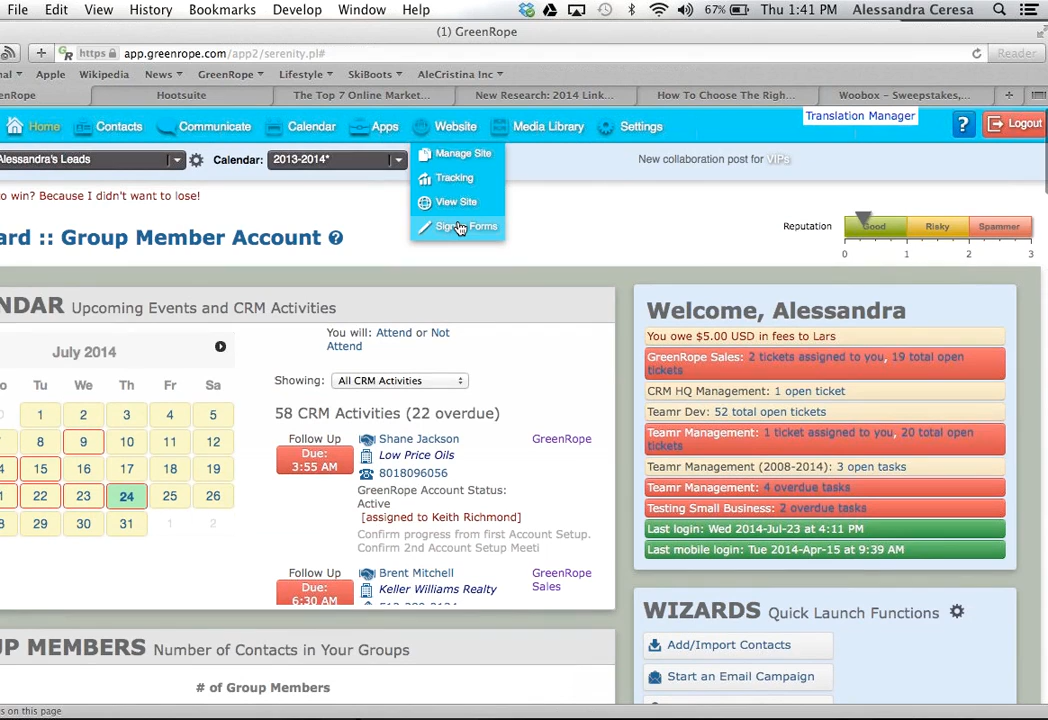 File Edit View History Bookmarks Develop Window Help 67% Thu 1:41 PM Alessandra Ceresa
(1) GreenRope
https app.greenrope.com/app2/serenity.pl# Reader
Apple Wikipedia News GreenRope Lifestyle SkiBoots AleCristina Inc
Hootsuite The Top 7 Online Market... New Research: 2014 Link... How To Choose The Righ... Woobox – Sweepstakes,...
Home Contacts Communicate Calendar Apps Website Media Library Settings Translation Manager ? Logout
Alessandra's Leads Calendar: 2013-2014* New collaboration post for VIPs
Manage Site
Tracking
View Site
Forms
to win? Because I didn't want to lose!
ard :: Group Member Account ?
Reputation Good Risky Spammer
0 1 2 3
NDAR Upcoming Events and CRM Activities
You will: Attend or Not
Attend
July 2014
Tu We Th Fr Sa
1 2 3 4 5
8 9 10 11 12
15 16 17 18 19
22 23 24 25 26
29 30 31 1 2
Showing: All CRM Activities
58 CRM Activities (22 overdue)
Follow Up Shane Jackson GreenRope
Due:
3:55 AM
Low Price Oils
8018096056
GreenRope Account Status:
Active
[assigned to Keith Richmond]
Confirm progress from first Account Setup.
Confirm 2nd Account Setup Meeti
Follow Up Brent Mitchell GreenRope
Sales
Due:
6:30 AM
Keller Williams Realty
Welcome, Alessandra
You owe $5.00 USD in fees to Lars
GreenRope Sales: 2 tickets assigned to you, 19 total open
tickets
CRM HQ Management: 1 open ticket
Teamr Dev: 52 total open tickets
Teamr Management: 1 ticket assigned to you, 20 total open
tickets
Teamr Management (2008-2014): 3 open tickets
Teamr Management: 4 overdue tasks
Testing Small Business: 2 overdue tasks
Last login: Wed 2014-Jul-23 at 4:11 PM
Last mobile login: Tue 2014-Apr-15 at 9:39 AM
WIZARDS Quick Launch Functions
Add/Import Contacts
Start an Email Campaign
UP MEMBERS Number of Contacts in Your Groups
# of Group Members
s on this page